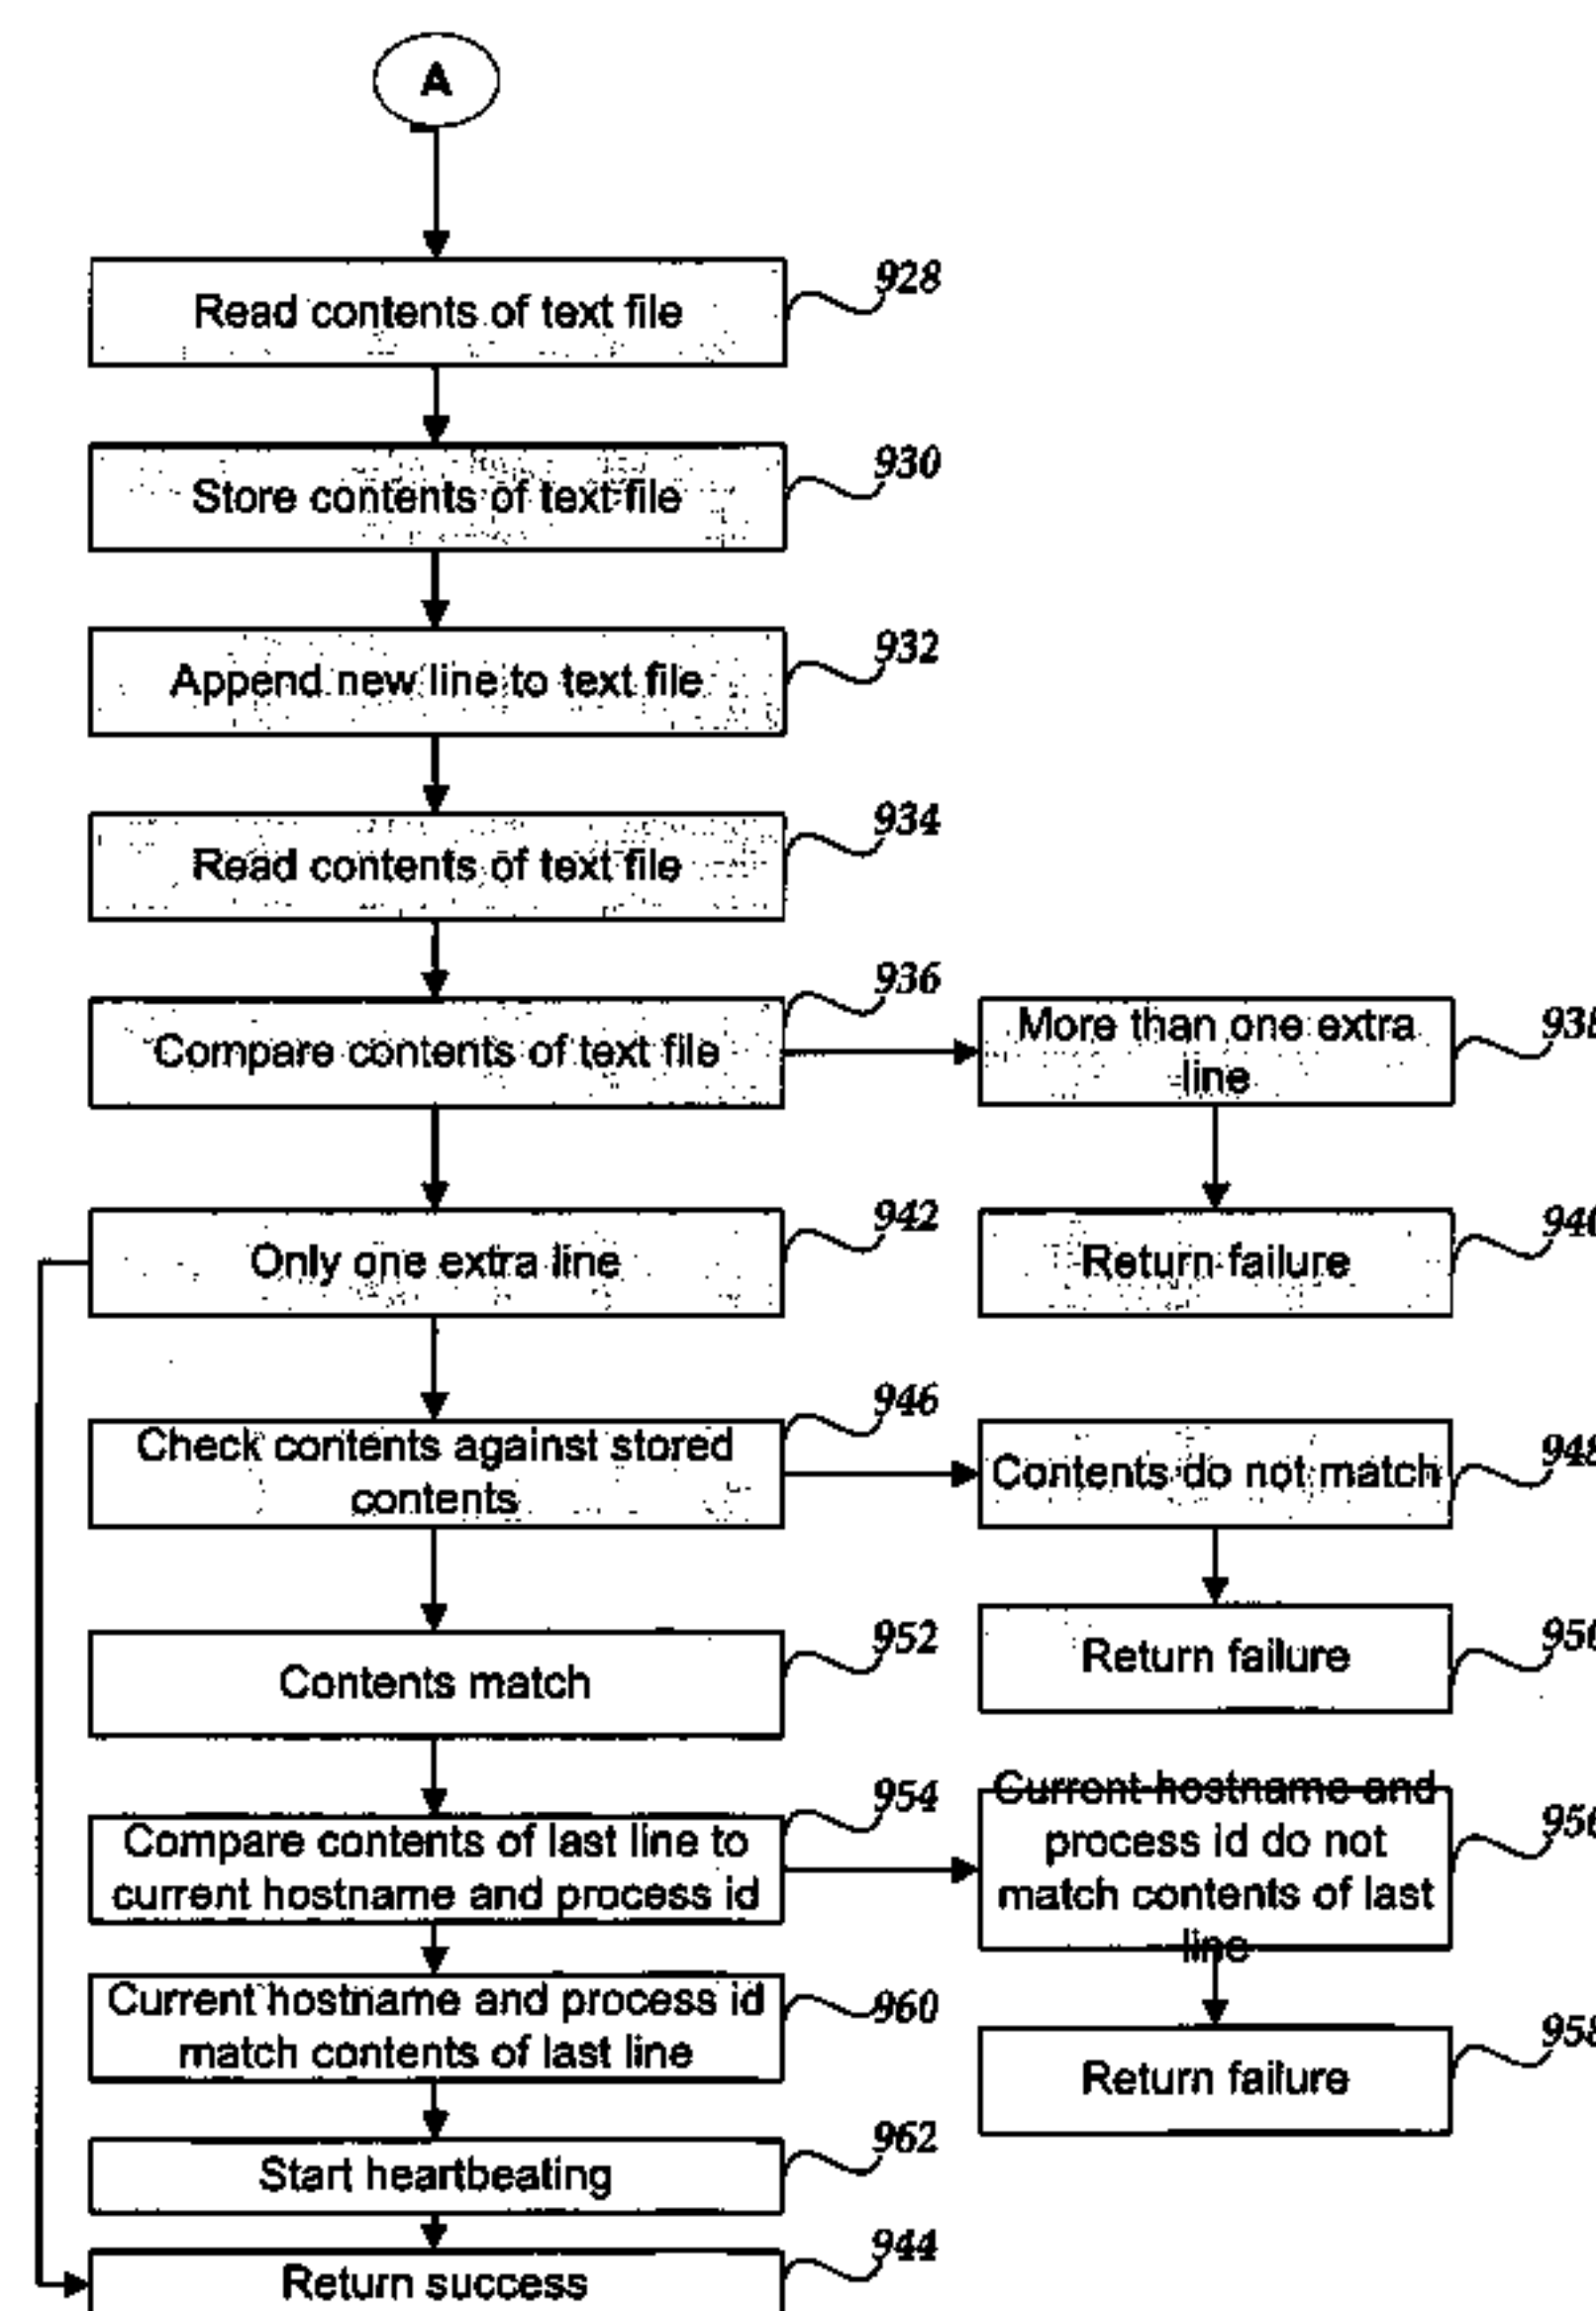 A
Read contents of text file
928
Store contents of text file
930
Append new line to text file
932
Read contents of text file
934
Compare contents of text file
936
More than one extra
line
Only one extra line
942
Return failure
Check contents against stored
contents
946
Contents do not match
Contents match
952
Return failure
Compare contents of last line to
current hostname and process id
954
Current hostname and
process id do not
match contents of last
line
Current hostname and process id
match contents of last line
960
Return failure
Start heartbeating
962
Return success
944